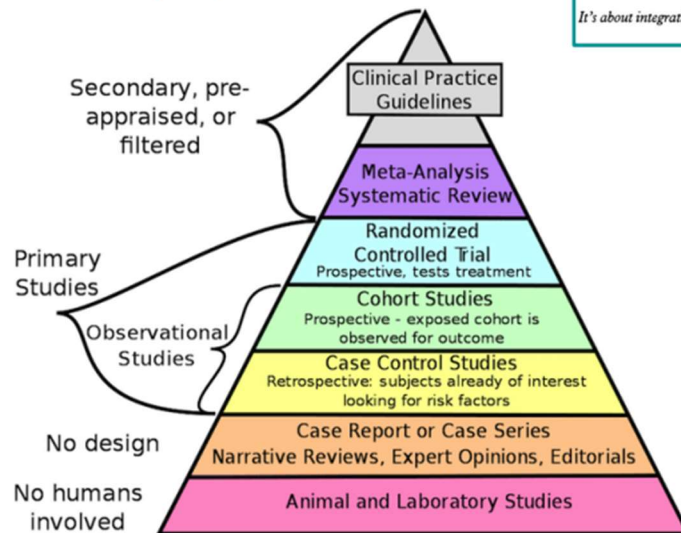 It's about integrat
Clinical Practice
Guidelines
Secondary, pre-
appraised, or
filtered
Meta-Analysis
Systematic Review
Randomized
Controlled Trial
Prospective, tests treatment
Primary
Studies
Cohort Studies
Prospective - exposed cohort is
observed for outcome
Observational
Studies
Case Control Studies
Retrospective: subjects already of interest
looking for risk factors
No design
Case Report or Case Series
Narrative Reviews, Expert Opinions, Editorials
No humans
involved
Animal and Laboratory Studies